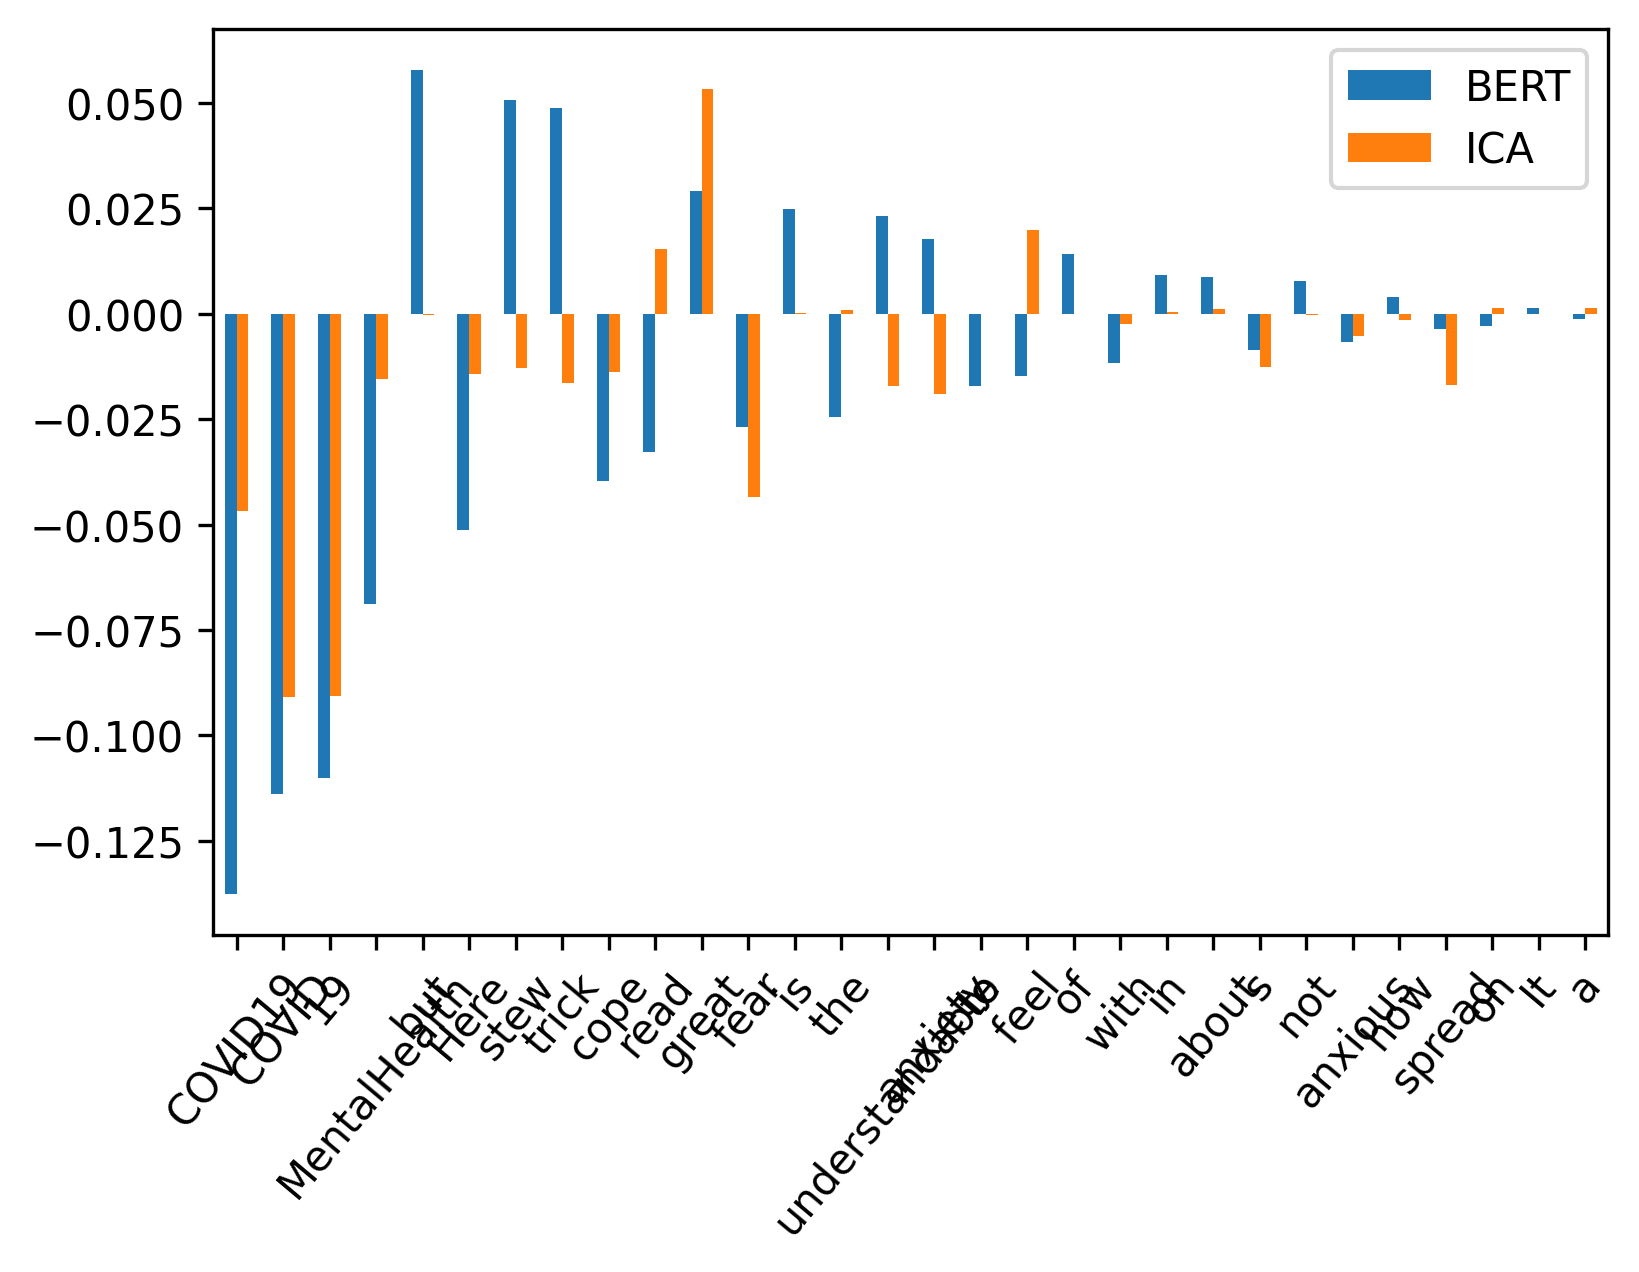 0.050
0.025
0.000
−0.025
−0.050
−0.075
−0.100
−0.125
BERT
ICA
COVID19
COVID
19
MentalHealth
but
Here
stew
trick
cope
read
great
fear
is
the
understandable
anxiety
feel
of
with
in
about
s
not
anxious
spread
on
It
a